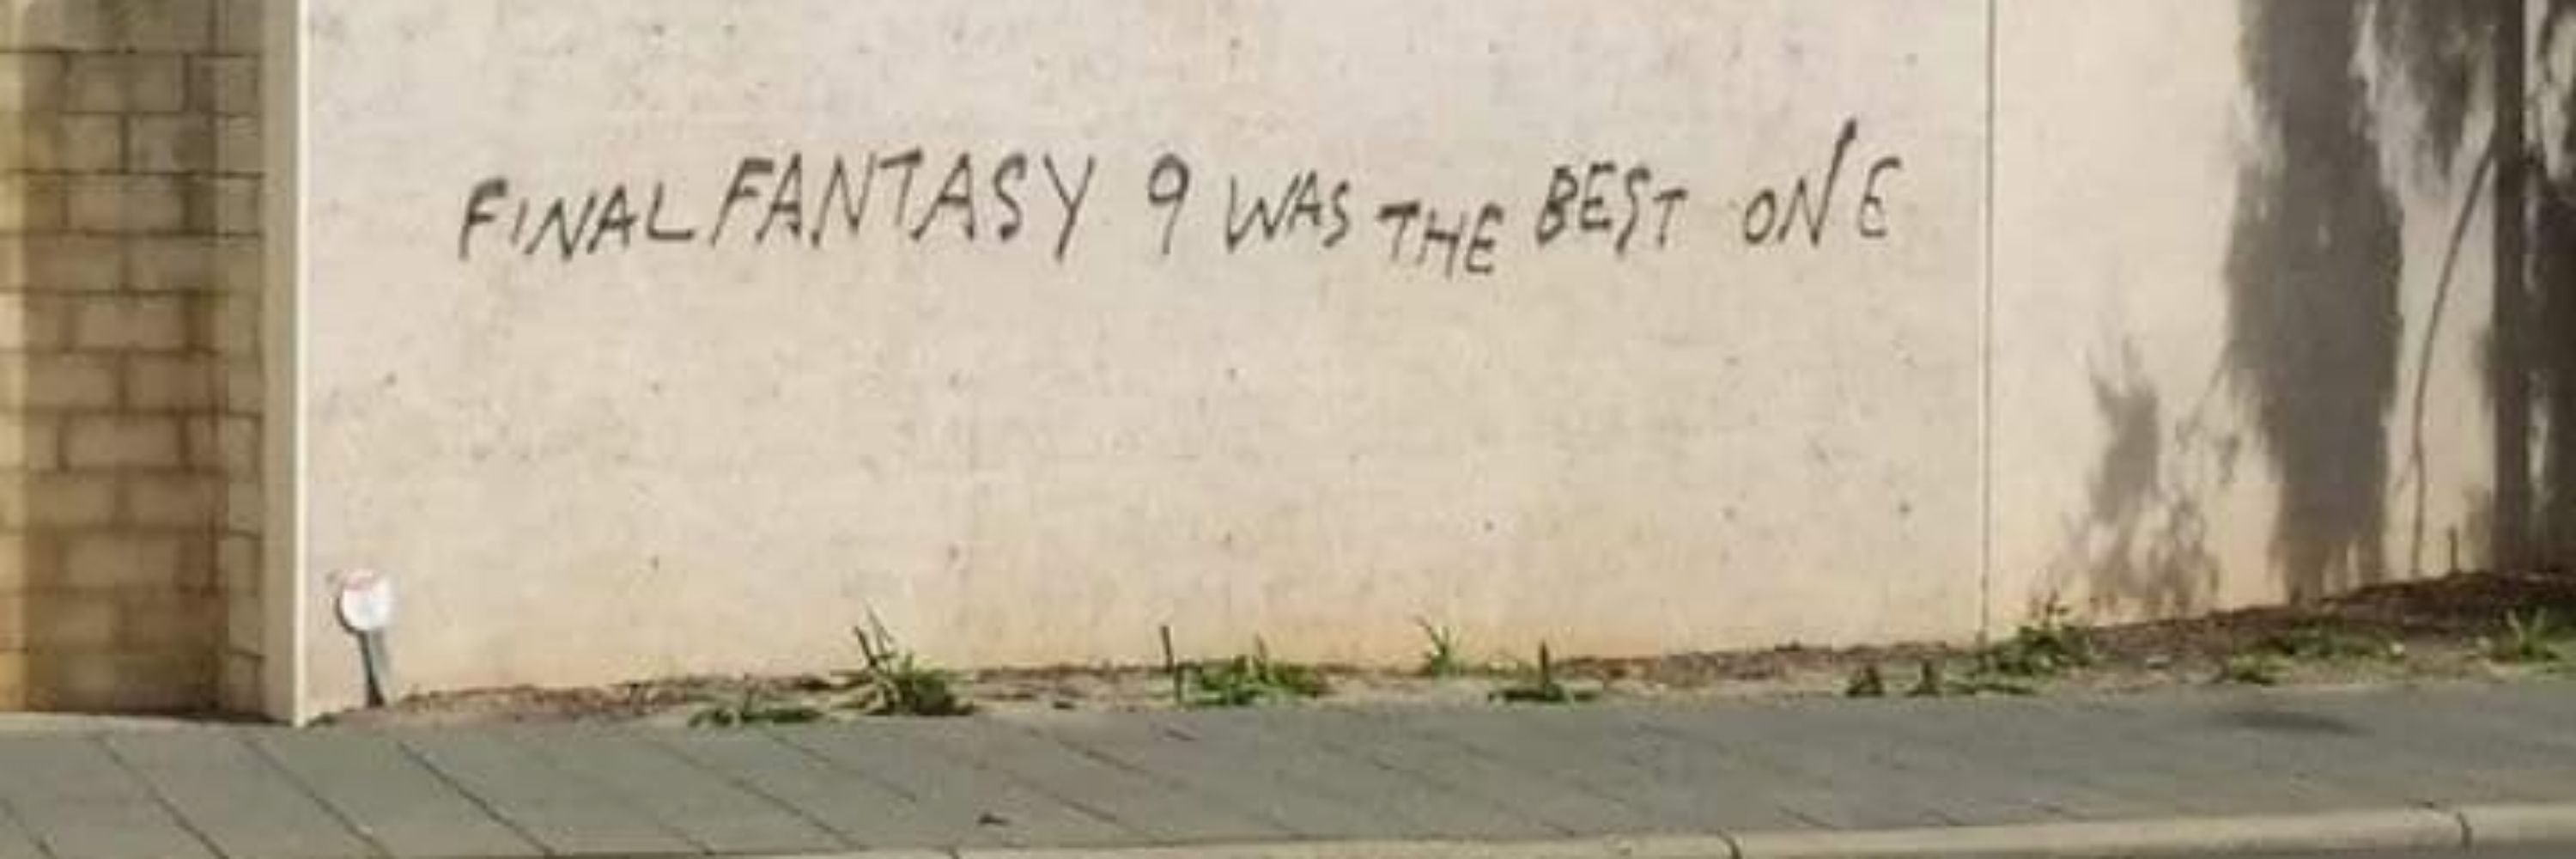 FINAL FANTASY 9 WAS THE BEST ONE